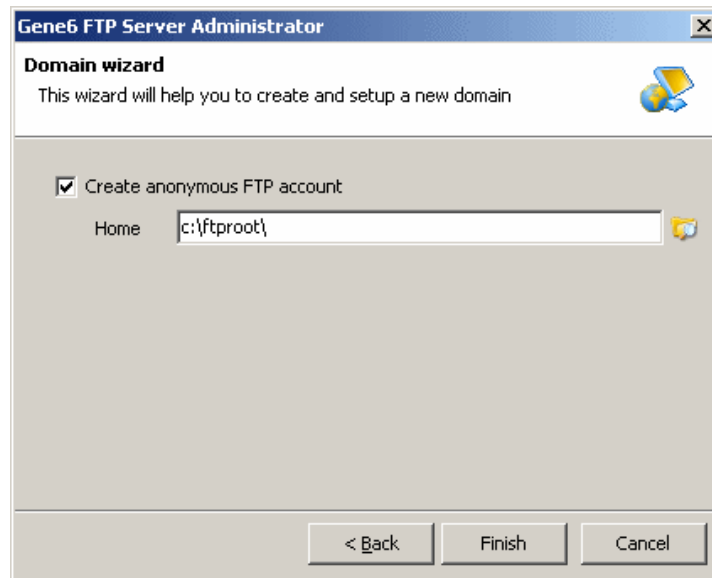 Gene6 FTP Server Administrator
Domain wizard
This wizard will help you to create and setup a new domain
Create anonymous FTP account
Home c:\ftproot\
< Back Finish Cancel